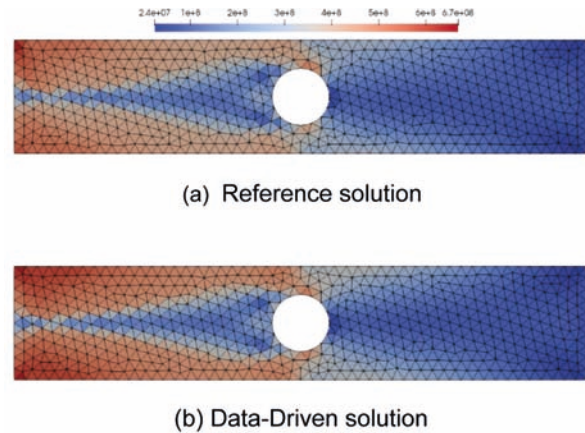 2.4e+07 1e+8 2e+8 3e+8 4e+8 5e+8 6e+8 6.7e+08
(a) Reference solution
(b) Data-Driven solution